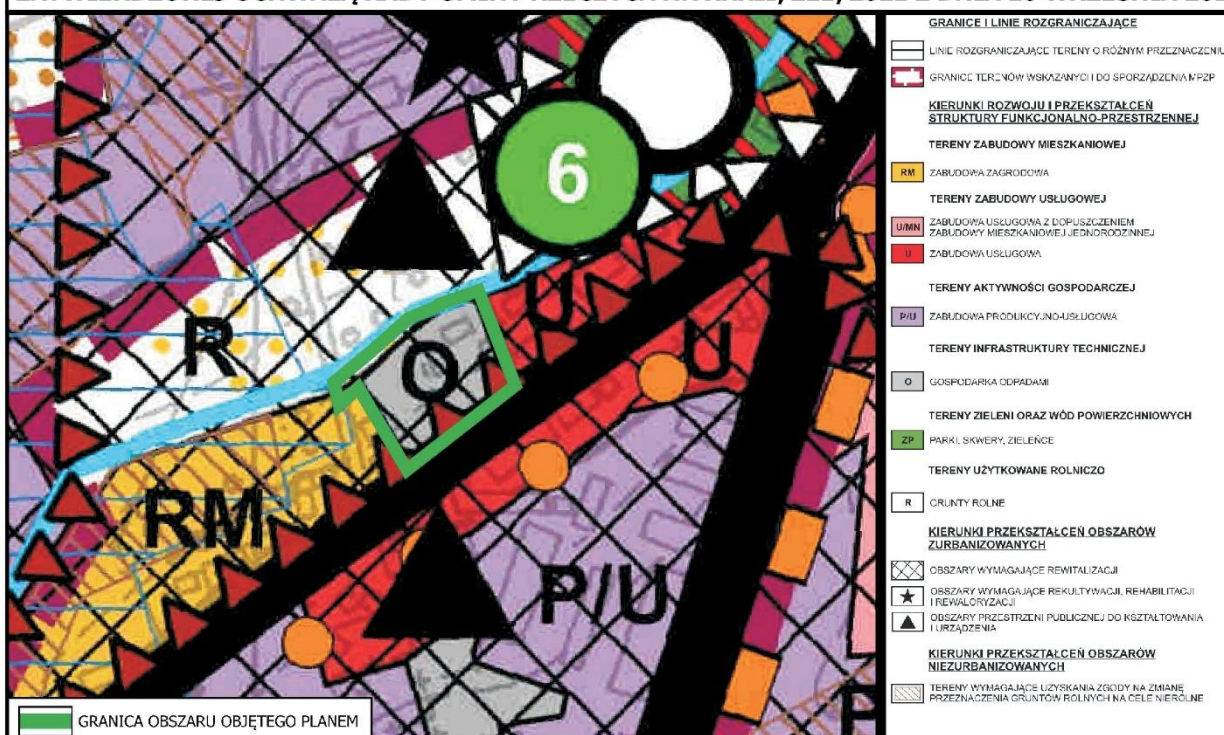 6
R
O
U
U
RM
P/U
GRANICA OBSZARU OBJĘTEGO PLANEM
GRANICE I LINIE ROZGRANICZAJĄCE
LINIE ROZGRANICZAJĄCE TERENY O RÓŻNYM PRZEZNACZENIU
GRANICE TERENÓW WSKAZANYCH DO SPORZĄDZENIA MPZP
KIERUNKI ROZWOJU I PRZEKSZTAŁCEŃ
STRUKTURY FUNKCJONALNO-PRZESTRZENNEJ
TERENY ZABUDOWY MIESZKANIOWEJ
RM ZABUDOWA ZAGRODOWA
TERENY ZABUDOWY USŁUGOWEJ
U/MN ZABUDOWA USŁUGOWA Z DOPUSZCZENIEM
ZABUDOWY MIESZKANIOWEJ JEDNORODZINNEJ
U ZABUDOWA USŁUGOWA
TERENY AKTYWNOŚCI GOSPODARCZEJ
P/U ZABUDOWA PRODUKCYJNO-USŁUGOWA
TERENY INFRASTRUKTURY TECHNICZNEJ
O GOSPODARKA ODPADAMI
TERENY ZIELENI ORAZ WÓD POWIERZCHNIOWYCH
ZP PARKI, SKWERY, ZIELEŃCE
TERENY UŻYTKOWANE ROLNICZO
R GRUNTY ROLNE
KIERUNKI PRZEKSZTAŁCEŃ OBSZARÓW
ZURBANIZOWANYCH
OBSZARY WYMAGAJĄCE REWITALIZACJI
OBSZARY WYMAGAJĄCE REKULTYWACJI, REHABILITACJI
I REWALORYZACJI
OBSZARY PRZESTRZENI PUBLICZNEJ DO KSZTAŁTOWANIA
I URZĄDZENIA
KIERUNKI PRZEKSZTAŁCEŃ OBSZARÓW
NIEZURBANIZOWANYCH
TERENY WYMAGAJĄCE UZYSKANIA ZGODY NA ZMIANĘ
PRZEZNACZENIA GRUNTÓW ROLNYCH NA CELE NIEROLNE